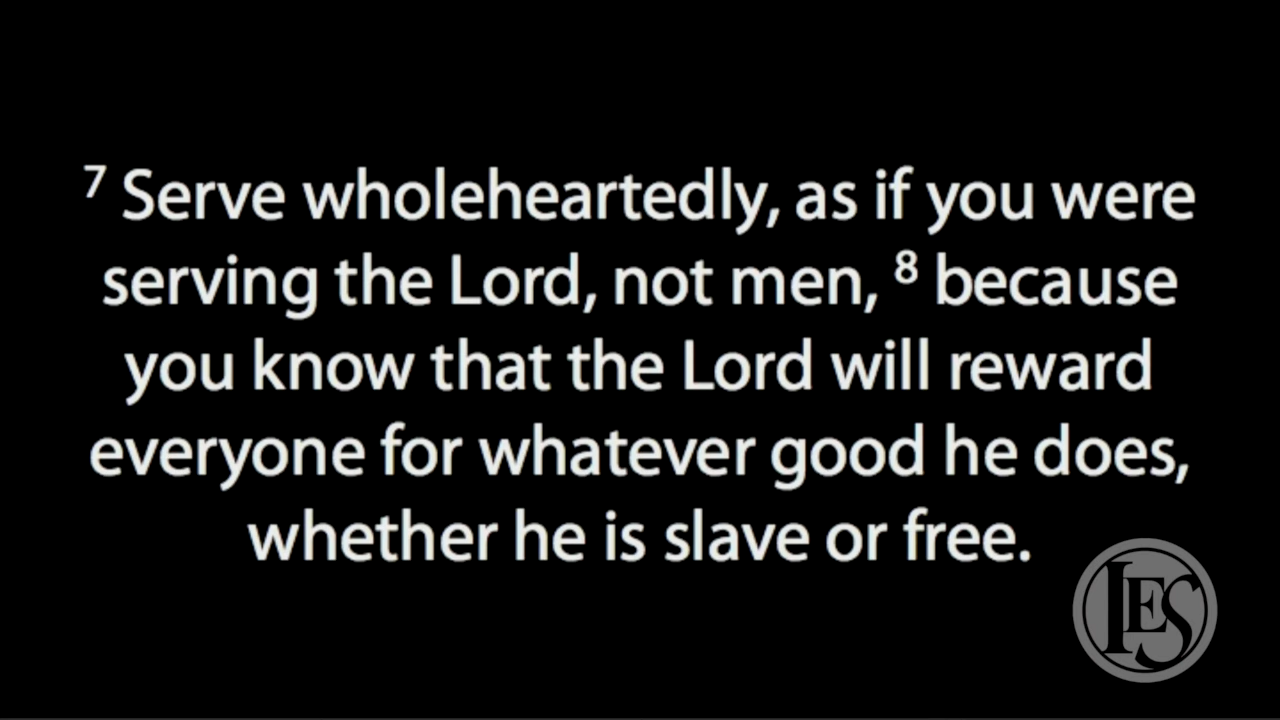 ⁷ Serve wholeheartedly, as if you were
serving the Lord, not men, ⁸ because
you know that the Lord will reward
everyone for whatever good he does,
whether he is slave or free.
IES